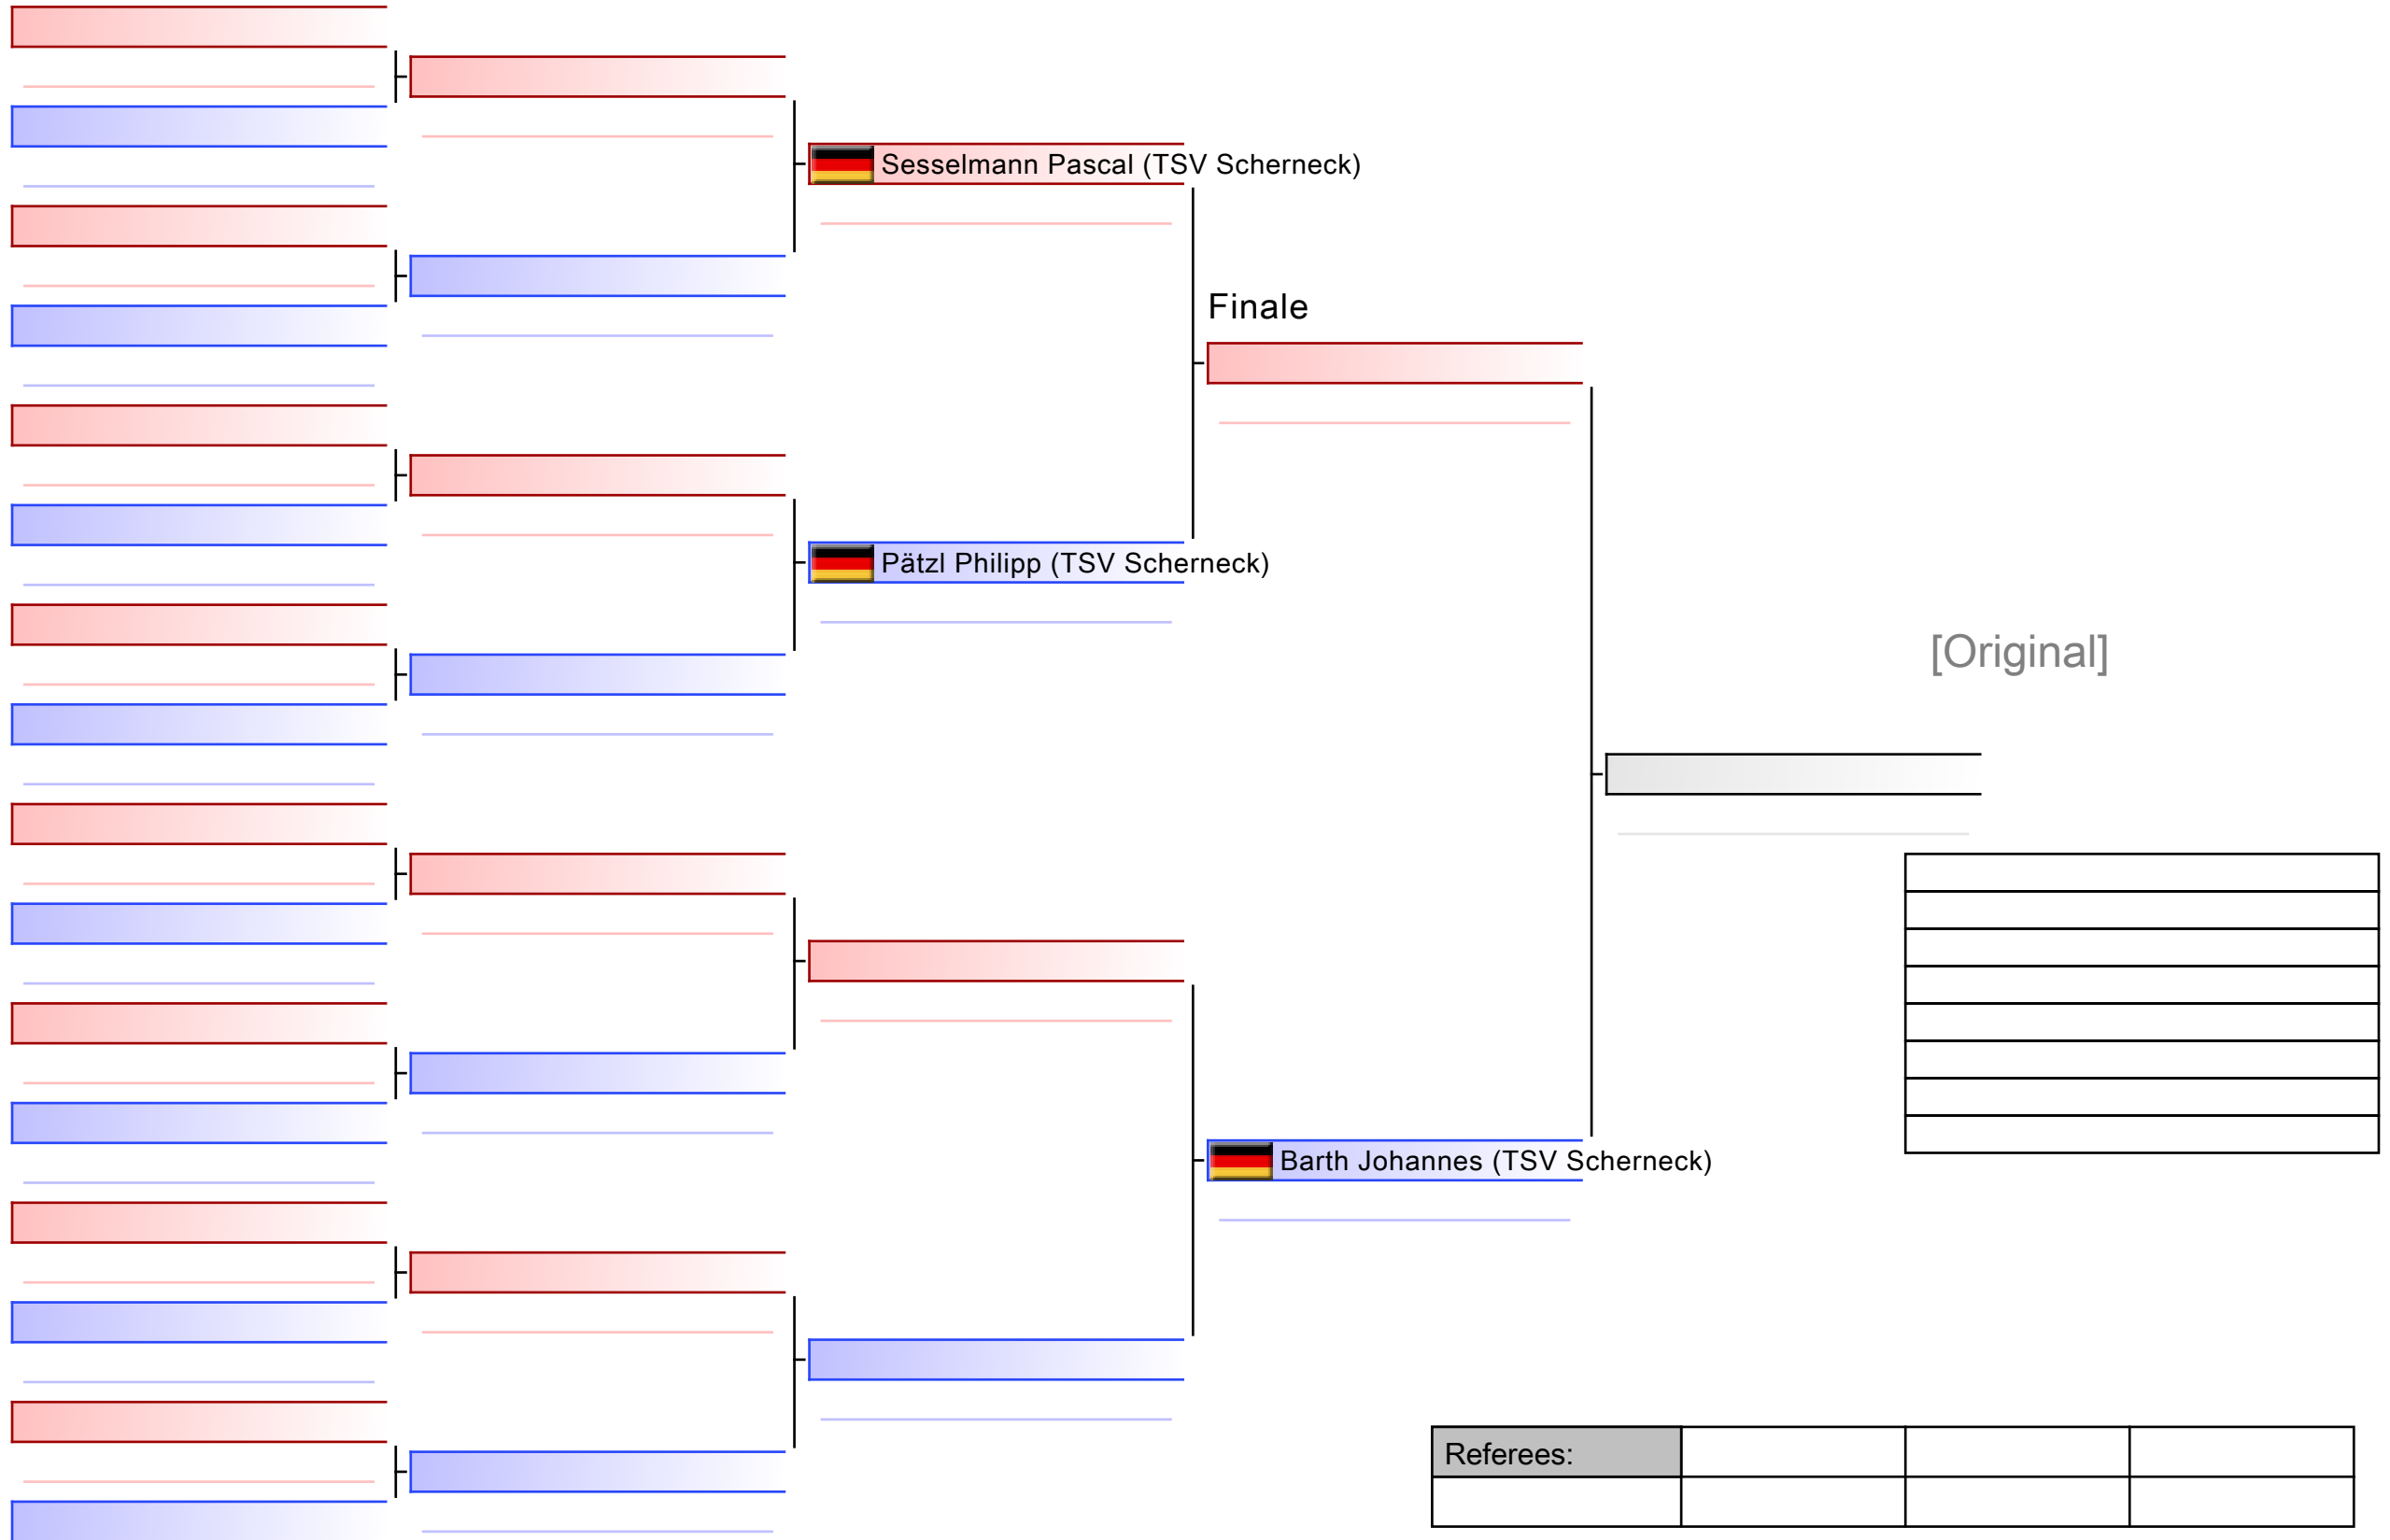 Sesselmann Pascal (TSV Scherneck)
Finale
Pätzl Philipp (TSV Scherneck)
[Original]
Barth Johannes (TSV Scherneck)
Referees: